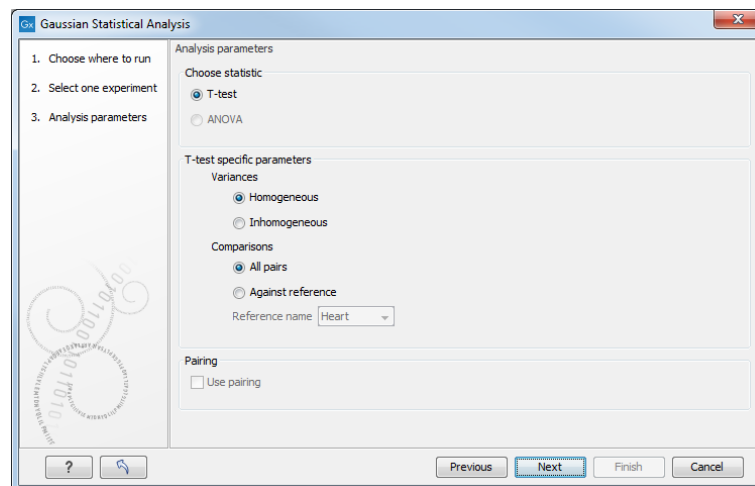 Gx Gaussian Statistical Analysis
1. Choose where to run
2. Select one experiment
3. Analysis parameters
Analysis parameters
Choose statistic
T-test
ANOVA
T-test specific parameters
Variances
Homogeneous
Inhomogeneous
Comparisons
All pairs
Against reference
Reference name Heart
Pairing
Use pairing
? Previous Next Finish Cancel